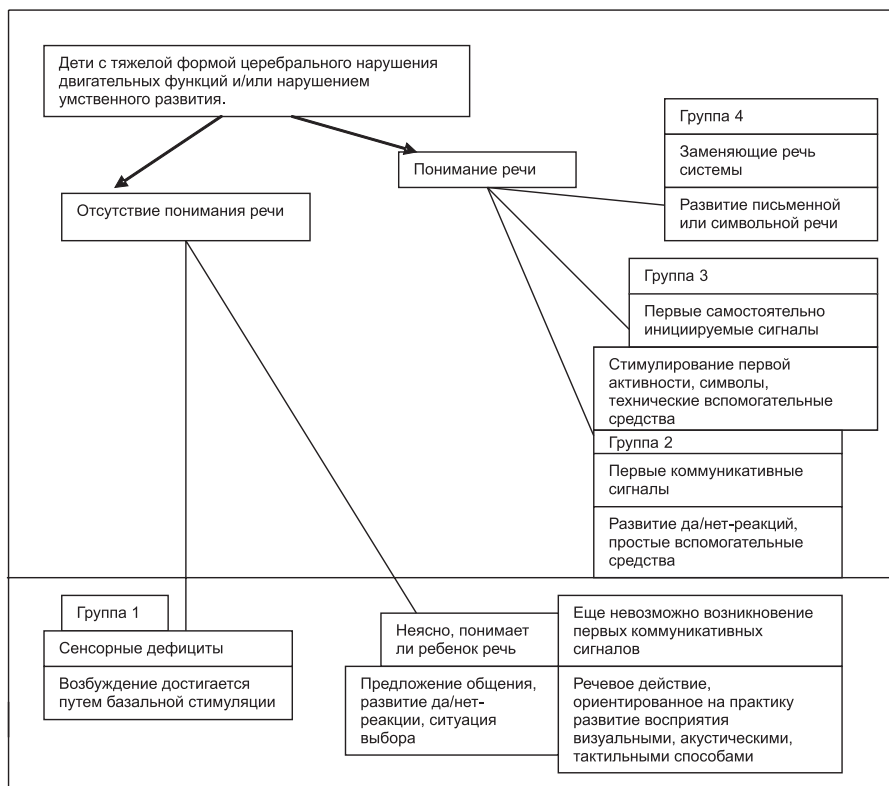 Дети с тяжелой формой церебрального нарушения
двигательных функций и/или нарушением
умственного развития.
Понимание речи
Отсутствие понимания речи
Группа 4
Заменяющие речь
системы
Развитие письменной
или символьной речи
Группа 3
Первые самостоятельно
инициируемые сигналы
Стимулирование первой
активности, символы,
технические вспомогательные
средства
Группа 2
Первые коммуникативные
сигналы
Развитие да/нет-реакций,
простые вспомогательные
средства
Группа 1
Сенсорные дефициты
Возбуждение достигается
путем базальной стимуляции
Неясно, понимает
ли ребенок речь
Предложение общения,
развитие да/нет-
реакции, ситуация
выбора
Еще невозможно возникновение
первых коммуникативных
сигналов
Речевое действие,
ориентированное на практику
развитие восприятия
визуальными, акустическими,
тактильными способами